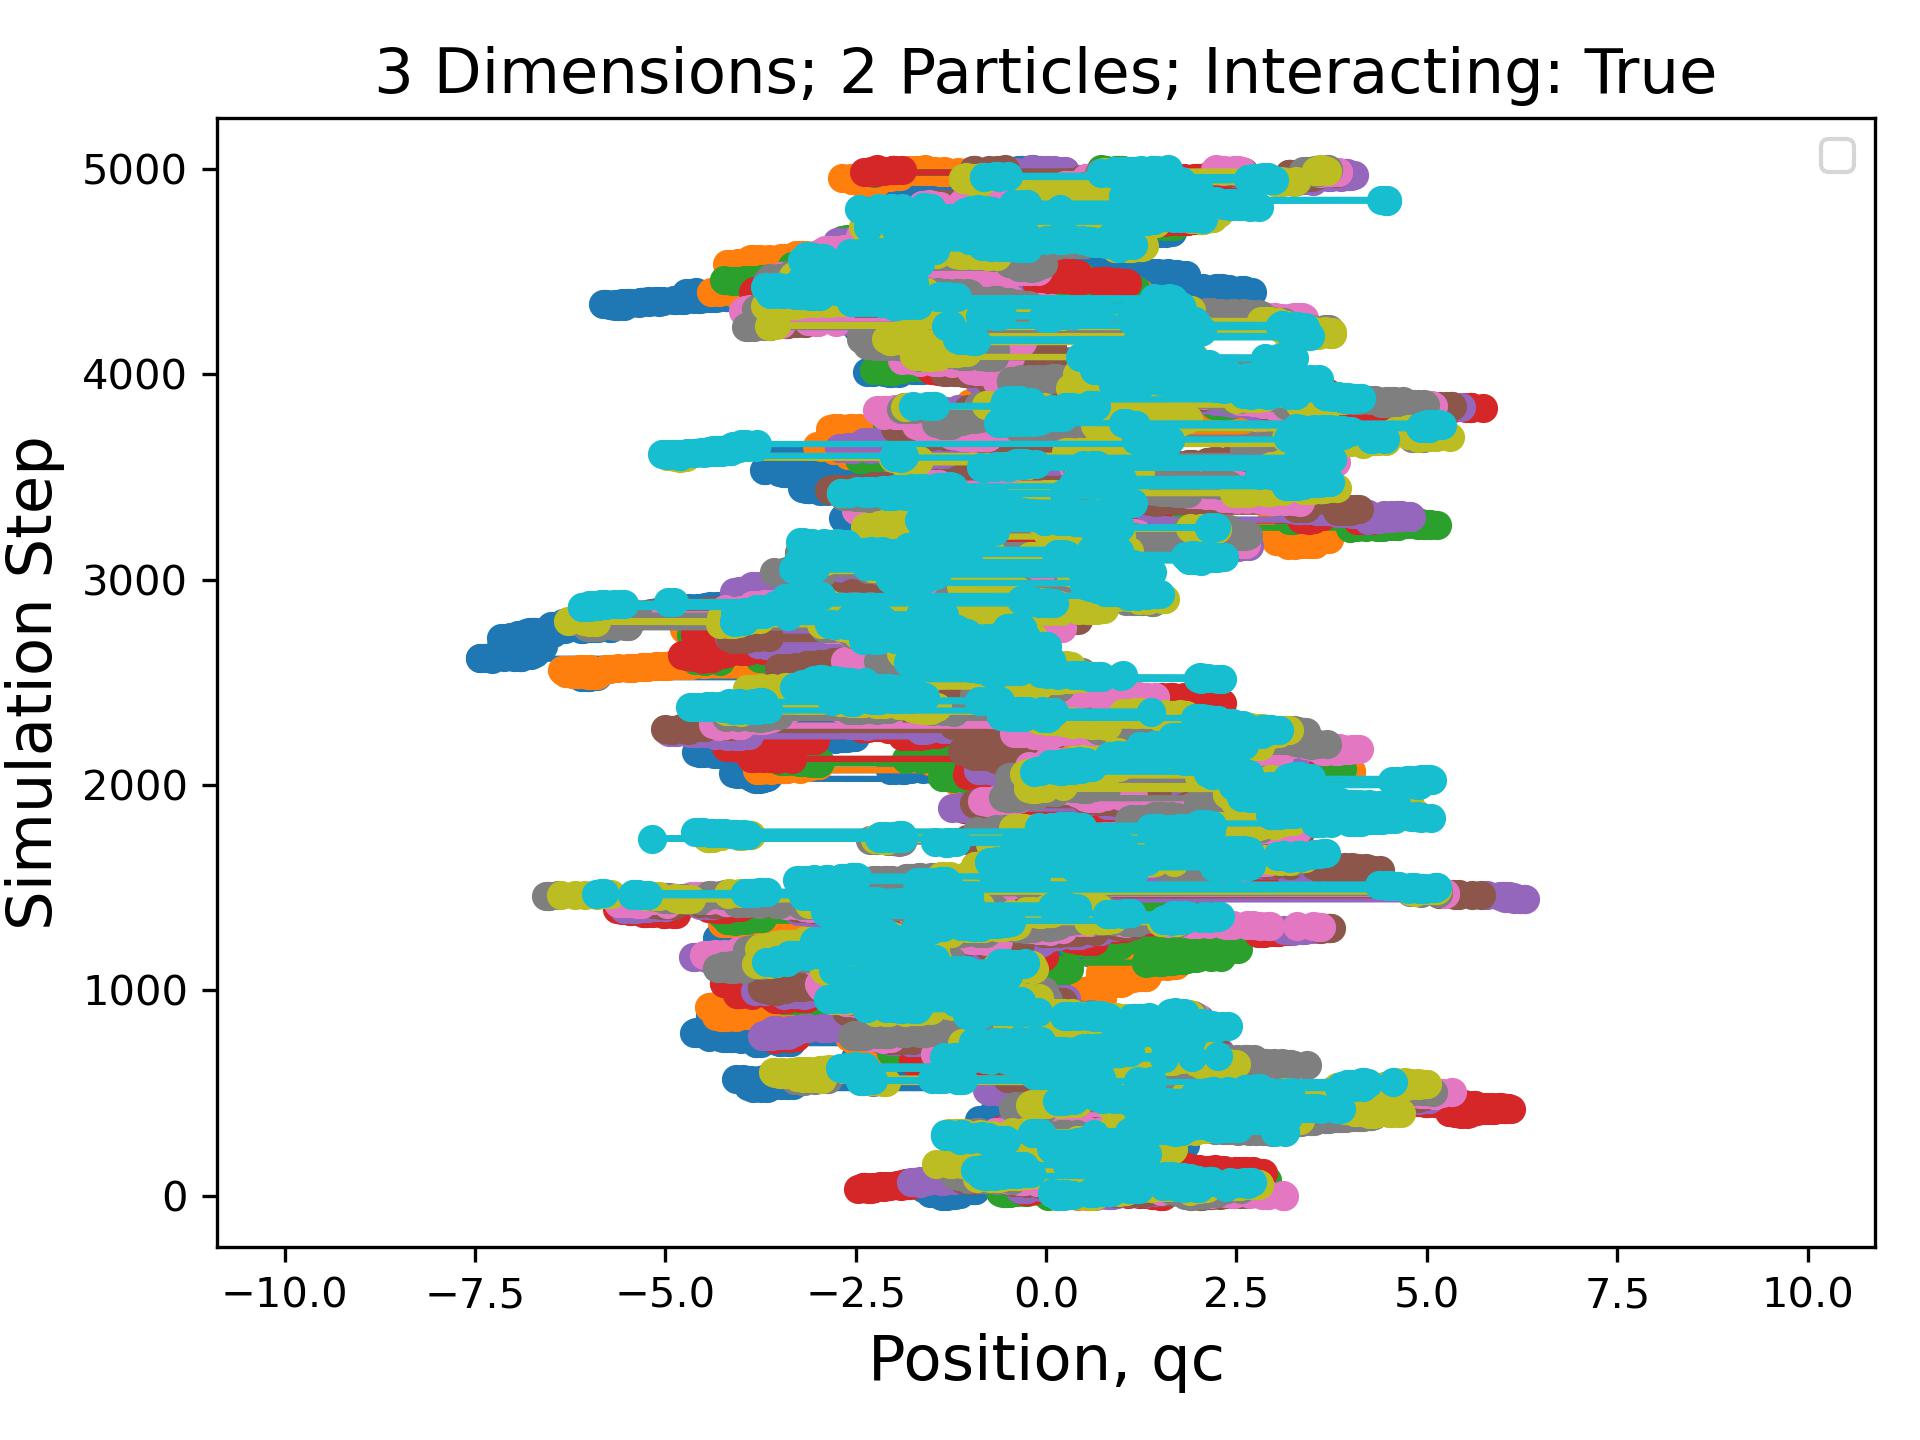 3 Dimensions; 2 Particles; Interacting: True
Simulation Step
5000
4000
3000
2000
1000
0
−10.0 −7.5 −5.0 −2.5 0.0 2.5 5.0 7.5 10.0
Position, qc